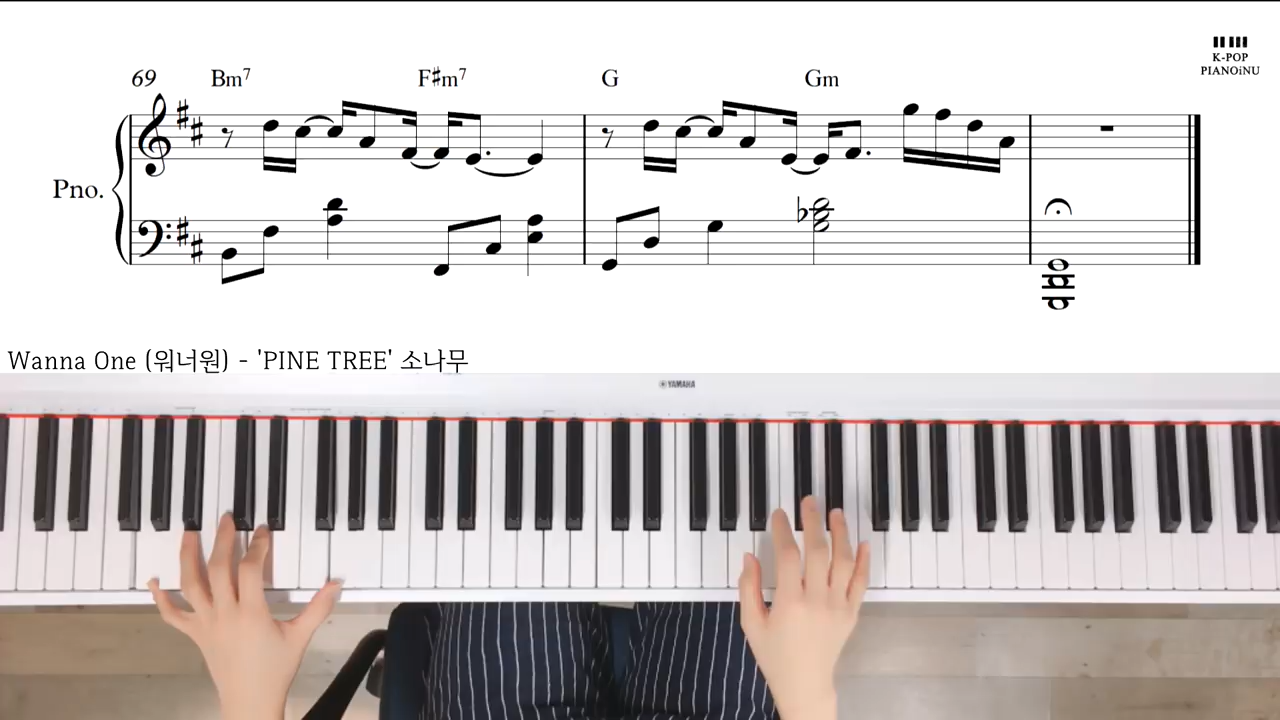 K-POP
PIANOiNU
69 Bm7 F#m7 G Gm
Pno.
Wanna One (워너원) - 'PINE TREE' 소나무
YAMAHA